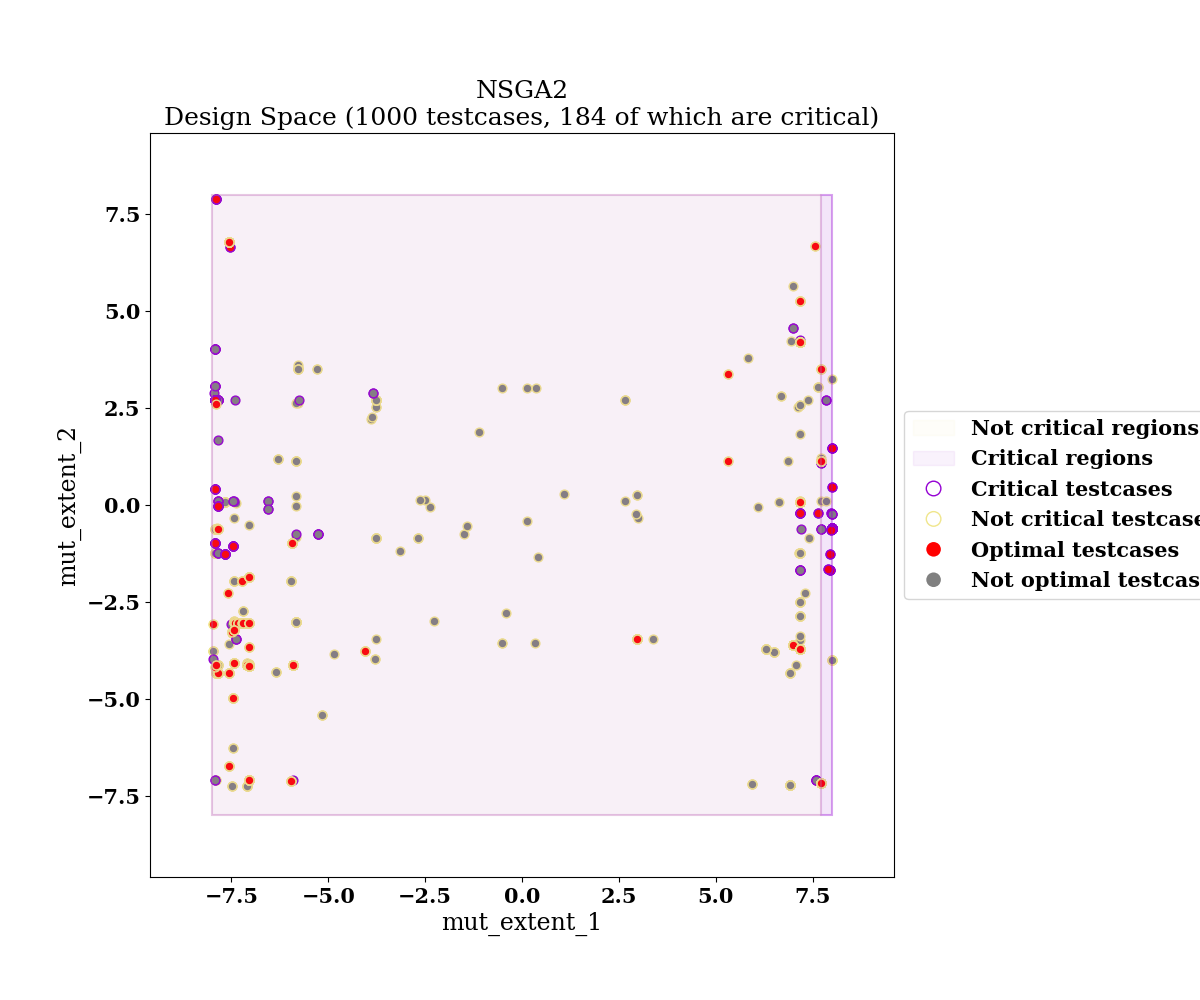 NSGA2
Design Space (1000 testcases, 184 of which are critical)
mut_extent_2
7.5
5.0
2.5
0.0
−2.5
−5.0
−7.5
−7.5
−5.0
−2.5
0.0
2.5
5.0
7.5
mut_extent_1
Not critical regions
Critical regions
Critical testcases
Not critical testcase
Optimal testcases
Not optimal testcas